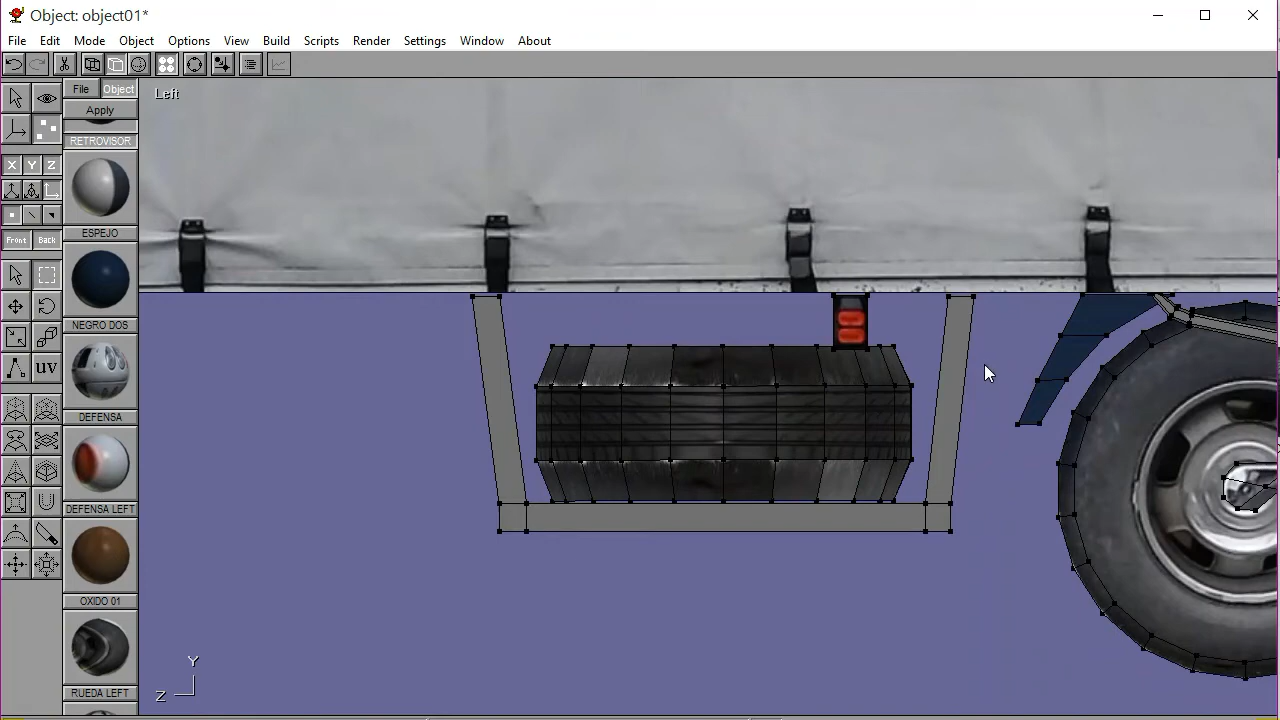 Object: object01*
File Edit Mode Object Options View Build Scripts Render Settings Window About
File Object
Left
Apply
RETROVISOR
X Y Z
ESPEJO
Front Back
uv
NEGRO DOS
DEFENSA
DEFENSA LEFT
OXIDO 01
Y
Z
RUEDA LEFT